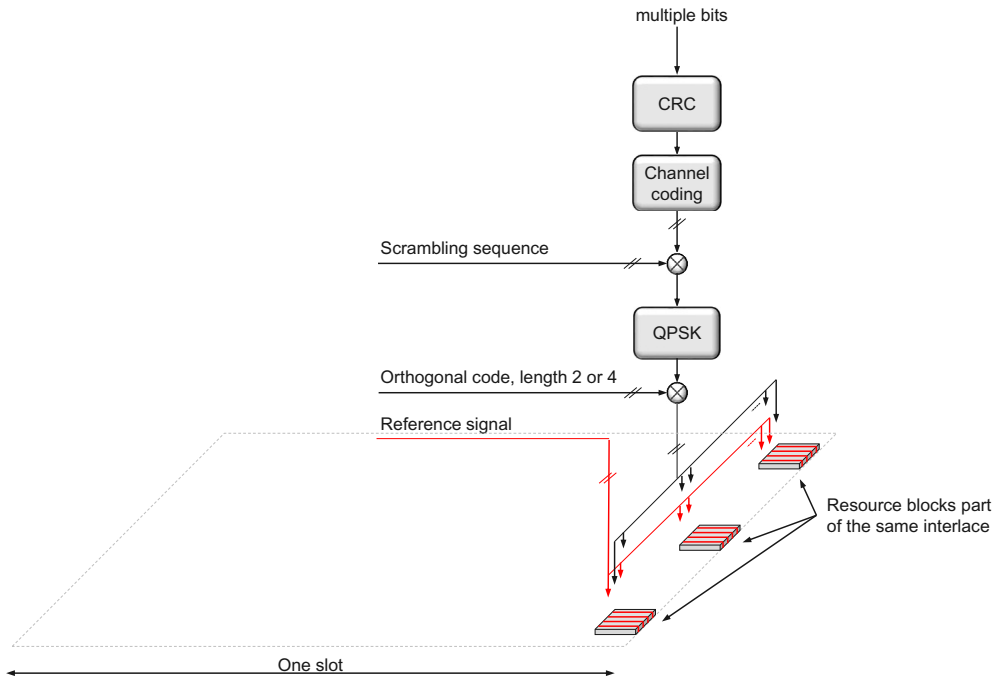 multiple bits
CRC
Channel
coding
Scrambling sequence
QPSK
Orthogonal code, length 2 or 4
Reference signal
Resource blocks part
of the same interlace
One slot